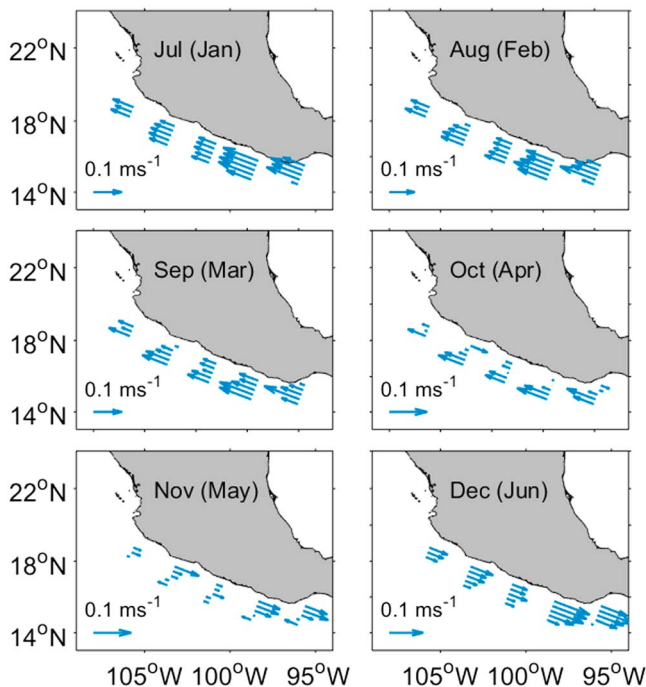 22°N
18°N
14°N
Jul (Jan)
0.1 ms⁻¹
Aug (Feb)
0.1 ms⁻¹
22°N
18°N
14°N
Sep (Mar)
0.1 ms⁻¹
Oct (Apr)
0.1 ms⁻¹
22°N
18°N
14°N
Nov (May)
0.1 ms⁻¹
Dec (Jun)
0.1 ms⁻¹
105°W 100°W 95°W
105°W 100°W 95°W